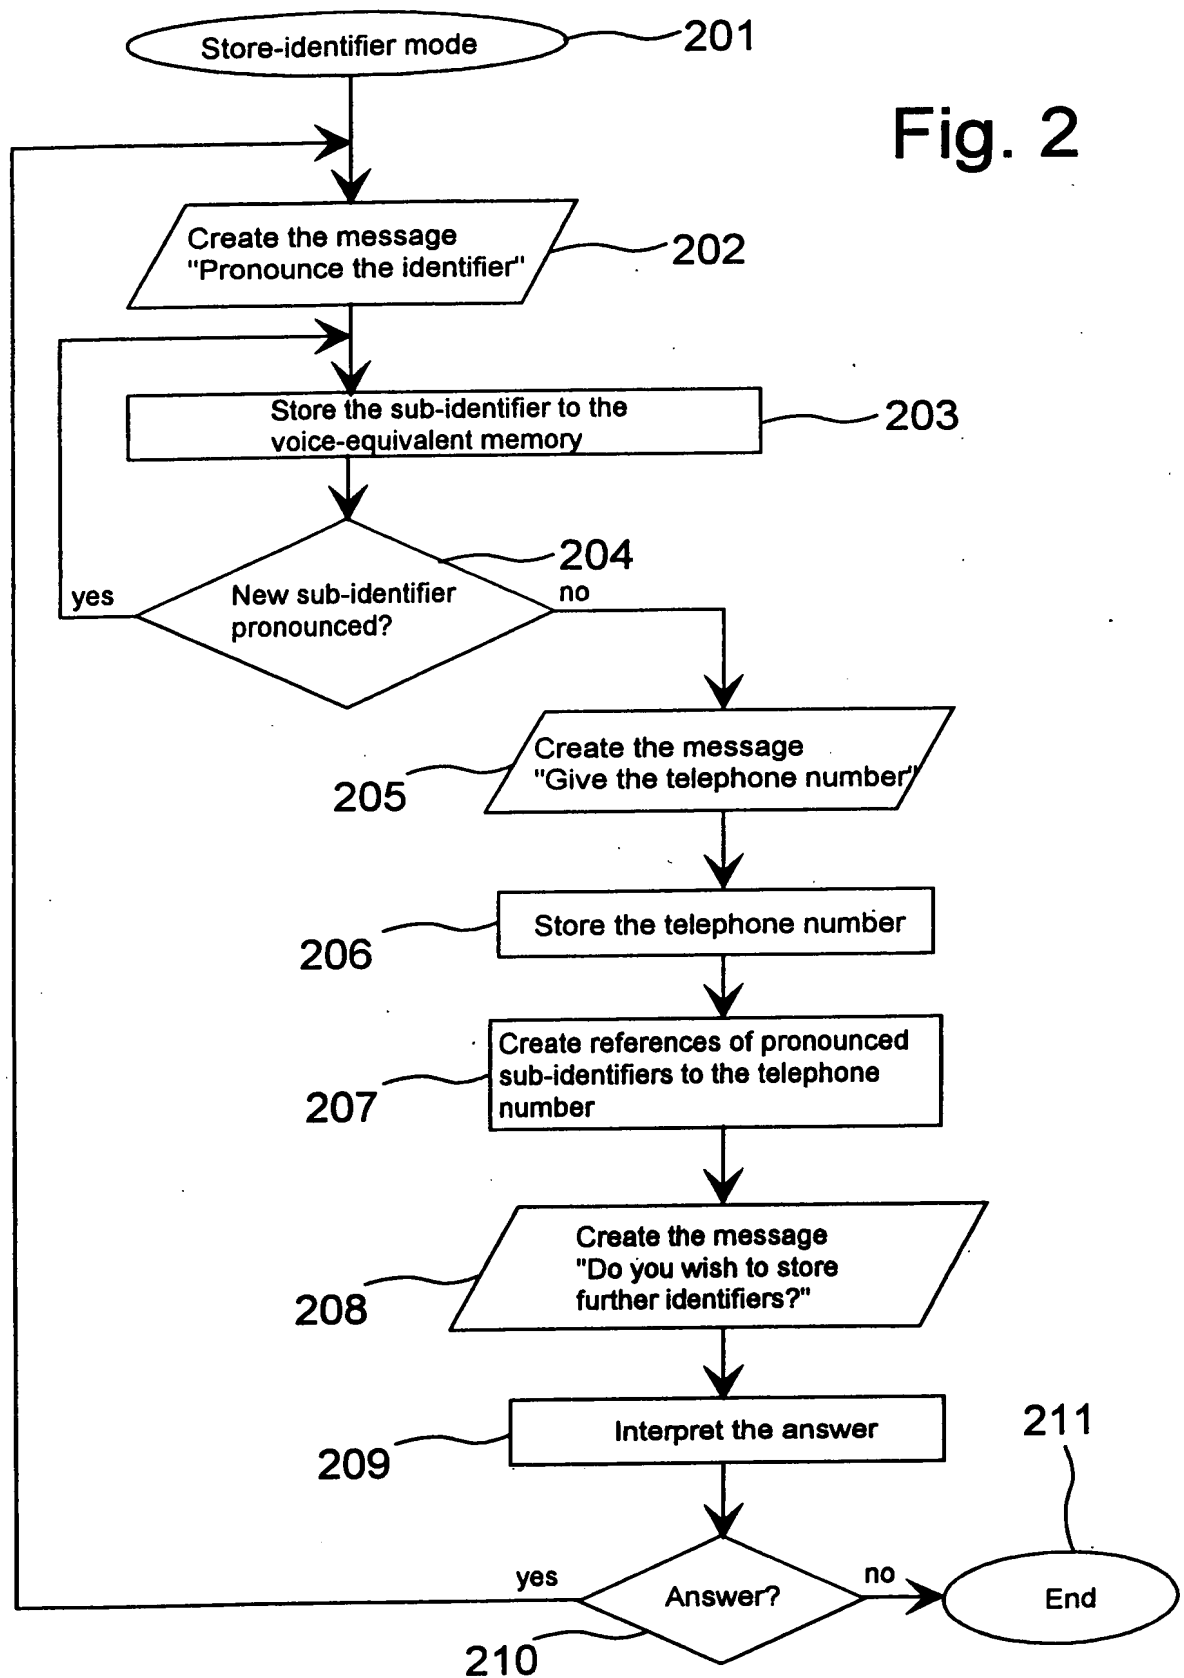 Store-identifier mode
201
Fig. 2
Create the message
"Pronounce the identifier"
202
Store the sub-identifier to the
voice-equivalent memory
203
204
yes
New sub-identifier
pronounced?
no
Create the message
"Give the telephone number"
205
Store the telephone number
206
Create references of pronounced
sub-identifiers to the telephone
number
207
Create the message
"Do you wish to store
further identifiers?"
208
Interpret the answer
209
211
yes
Answer?
no
End
210